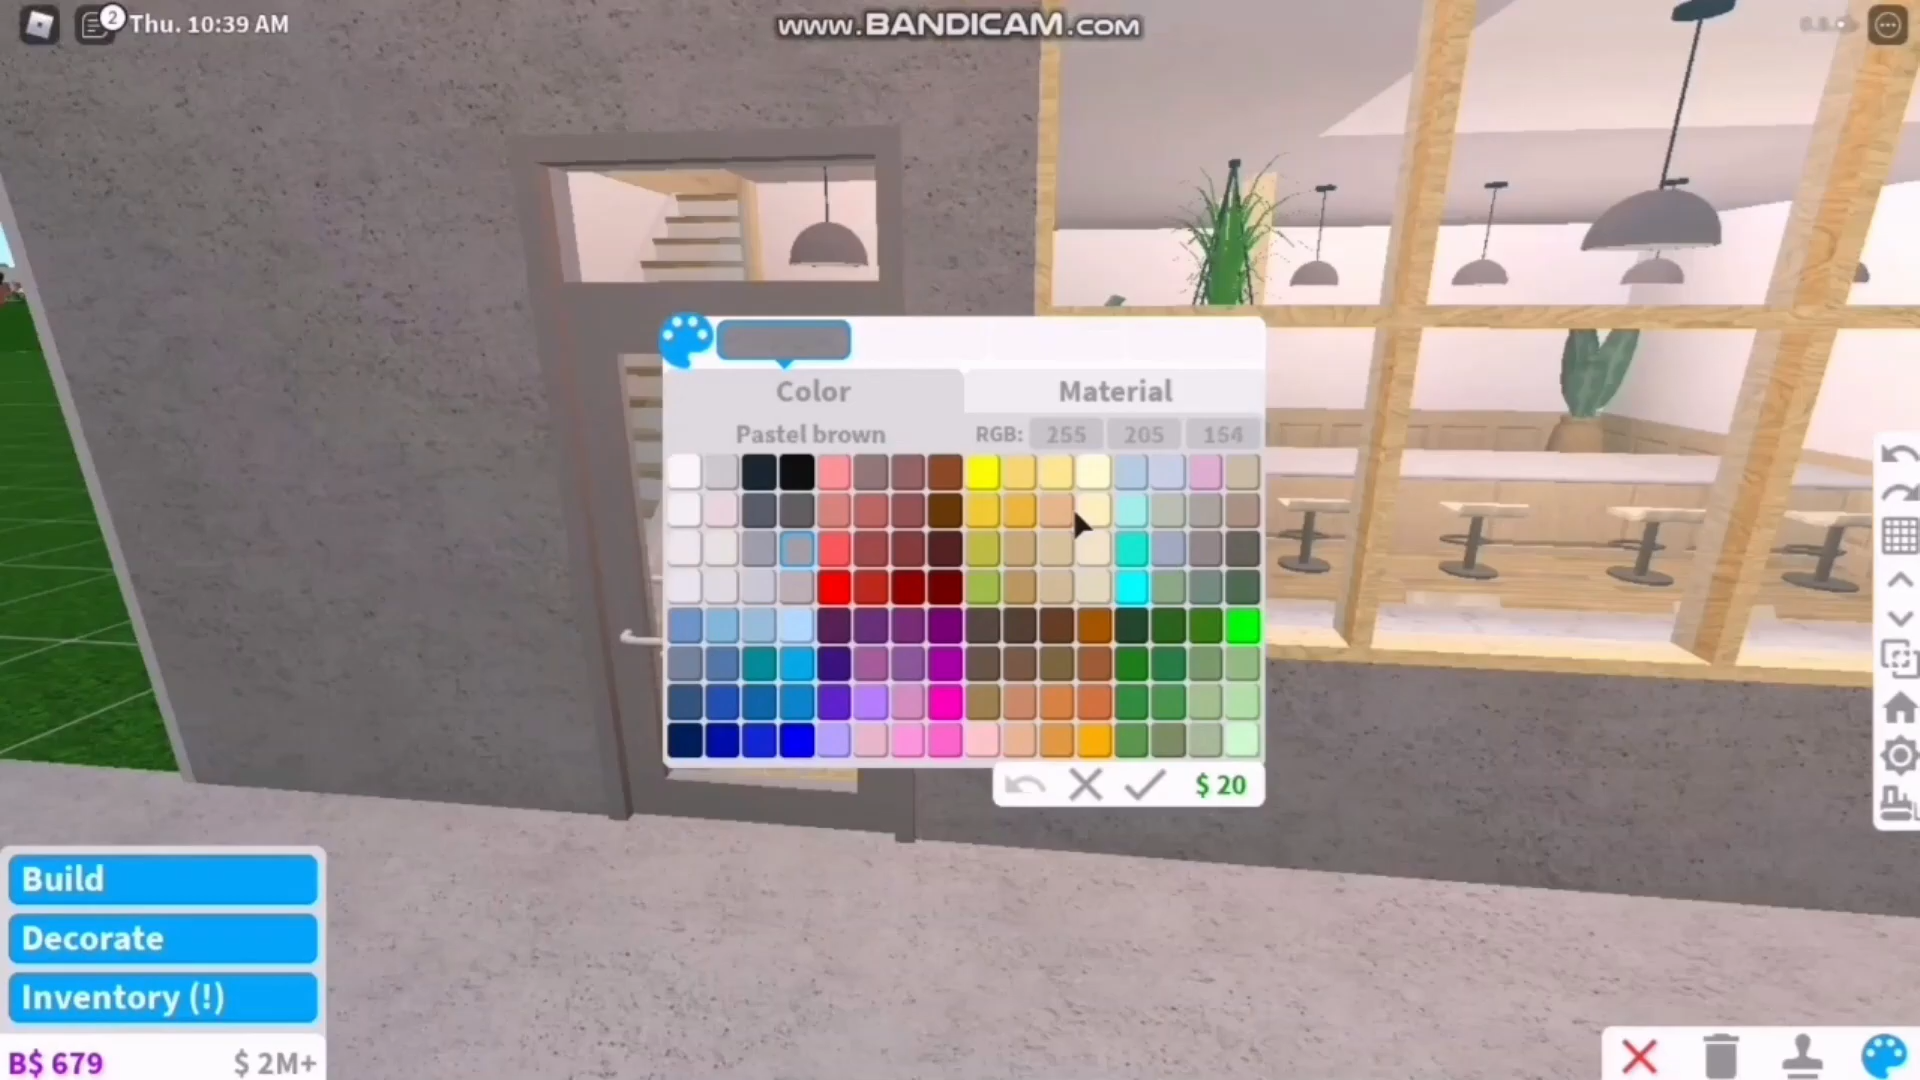 2
Thu. 10:39 AM
www.BANDICAM.com
Color
Material
Pastel brown
RGB: 255 205 154
$ 20
Build
Decorate
Inventory (!)
B$ 679
$ 2M+